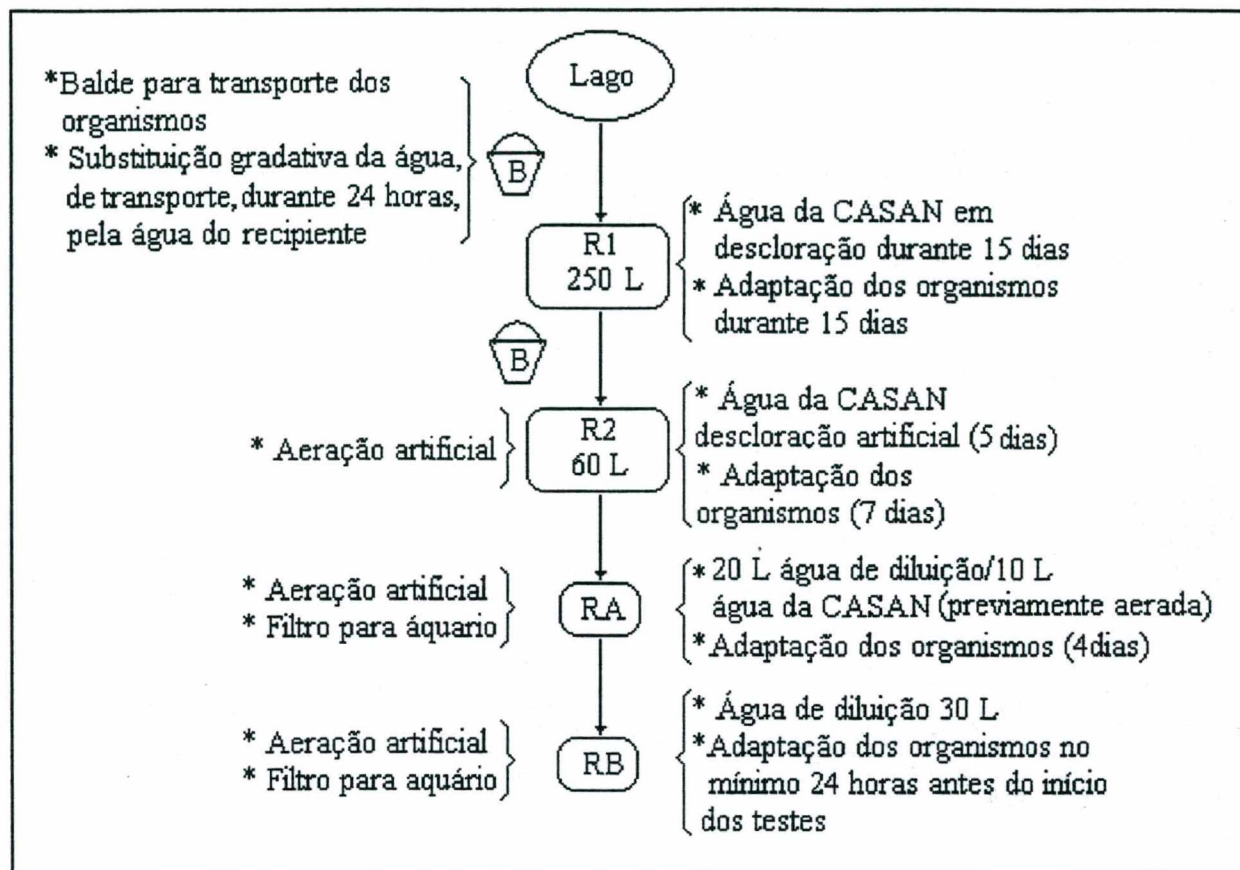 Lago
*Balde para transporte dos
organismos
* Substituição gradativa da água,
de transporte, durante 24 horas,
pela água do recipiente
B
R1
250 L
* Água da CASAN em
descloração durante 15 dias
* Adaptação dos organismos
durante 15 dias
B
* Aeração artificial
R2
60 L
* Água da CASAN
descloração artificial (5 dias)
* Adaptação dos
organismos (7 dias)
* Aeração artificial
* Filtro para áquario
RA
* 20 L água de diluição/10 L
água da CASAN (previamente aerada)
*Adaptação dos organismos (4dias)
* Aeração artificial
* Filtro para aquário
RB
* Água de diluição 30 L
*Adaptação dos organismos no
mínimo 24 horas antes do início
dos testes